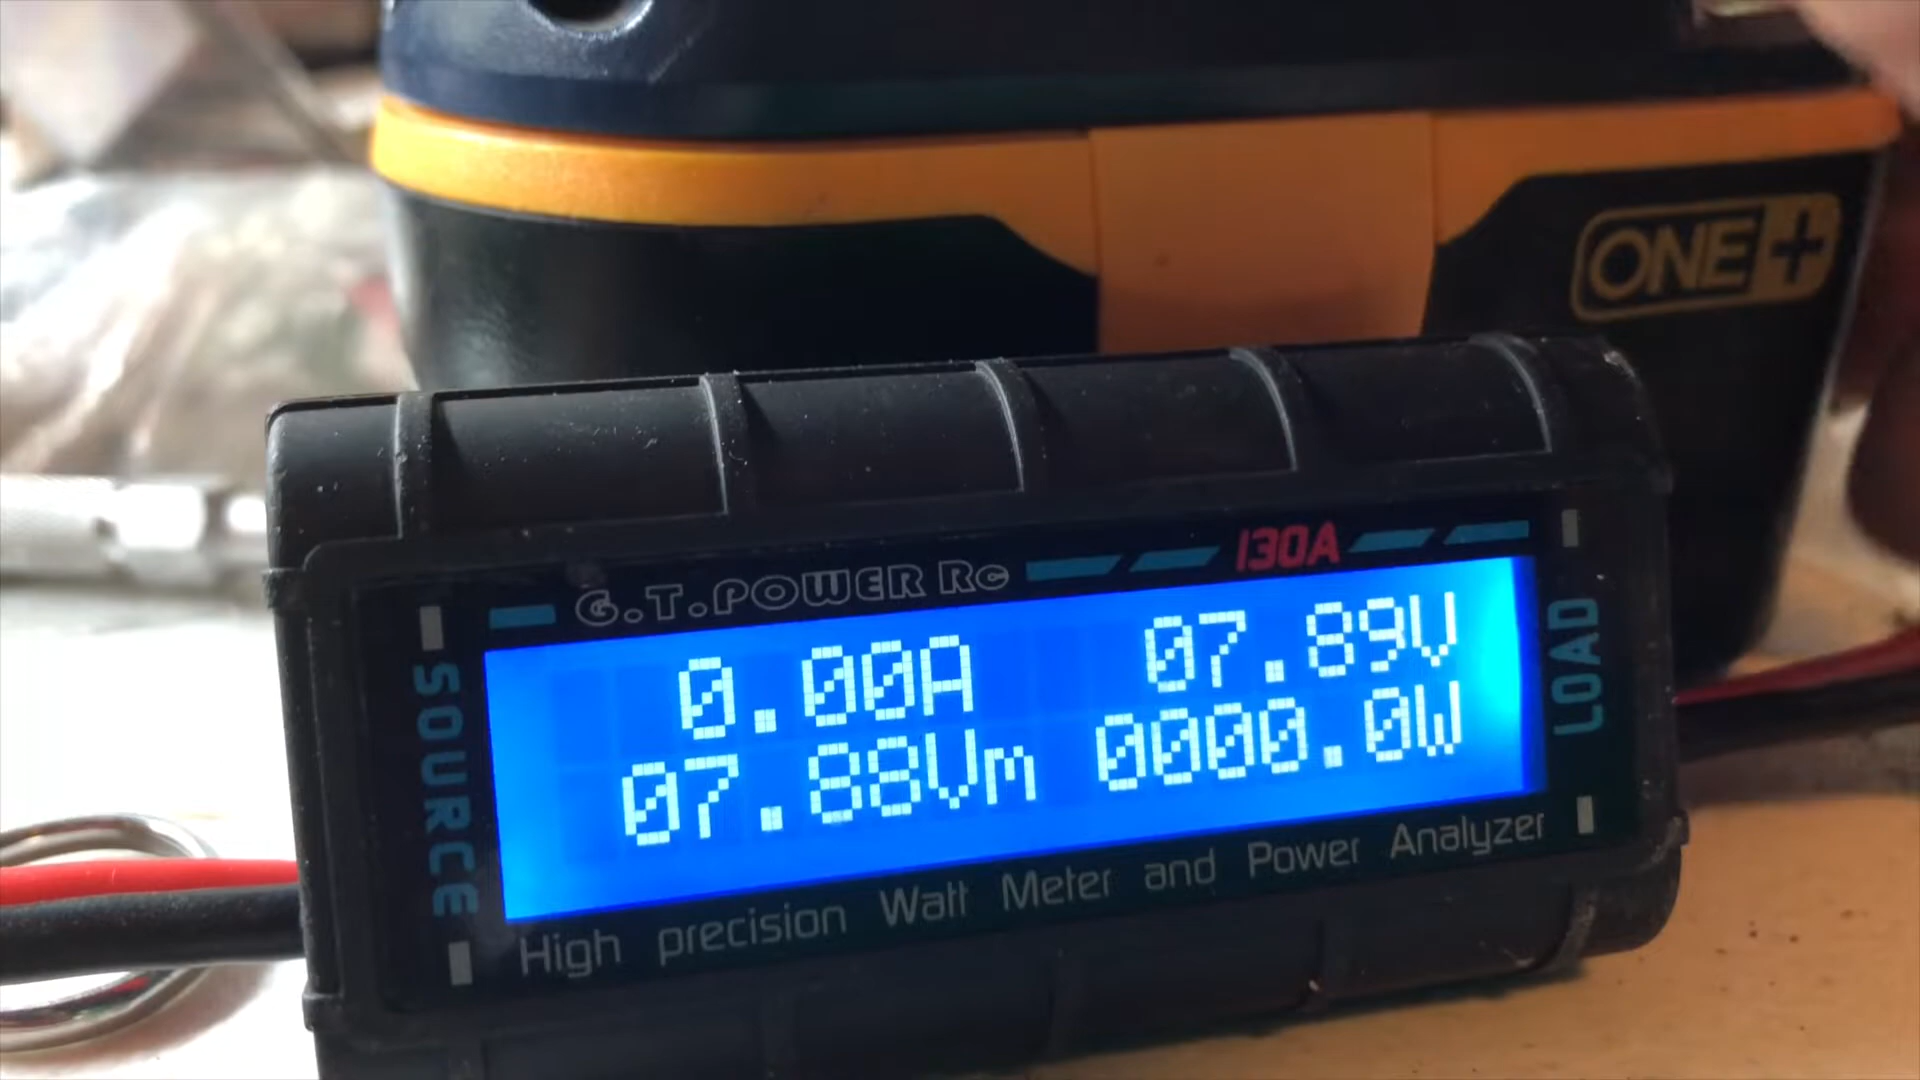 ONE+
G.T.POWER RC
130A
SOURCE
0.00A 07.89V
07.88Vm 0000.0W
LOAD
High precision Watt Meter and Power Analyzer